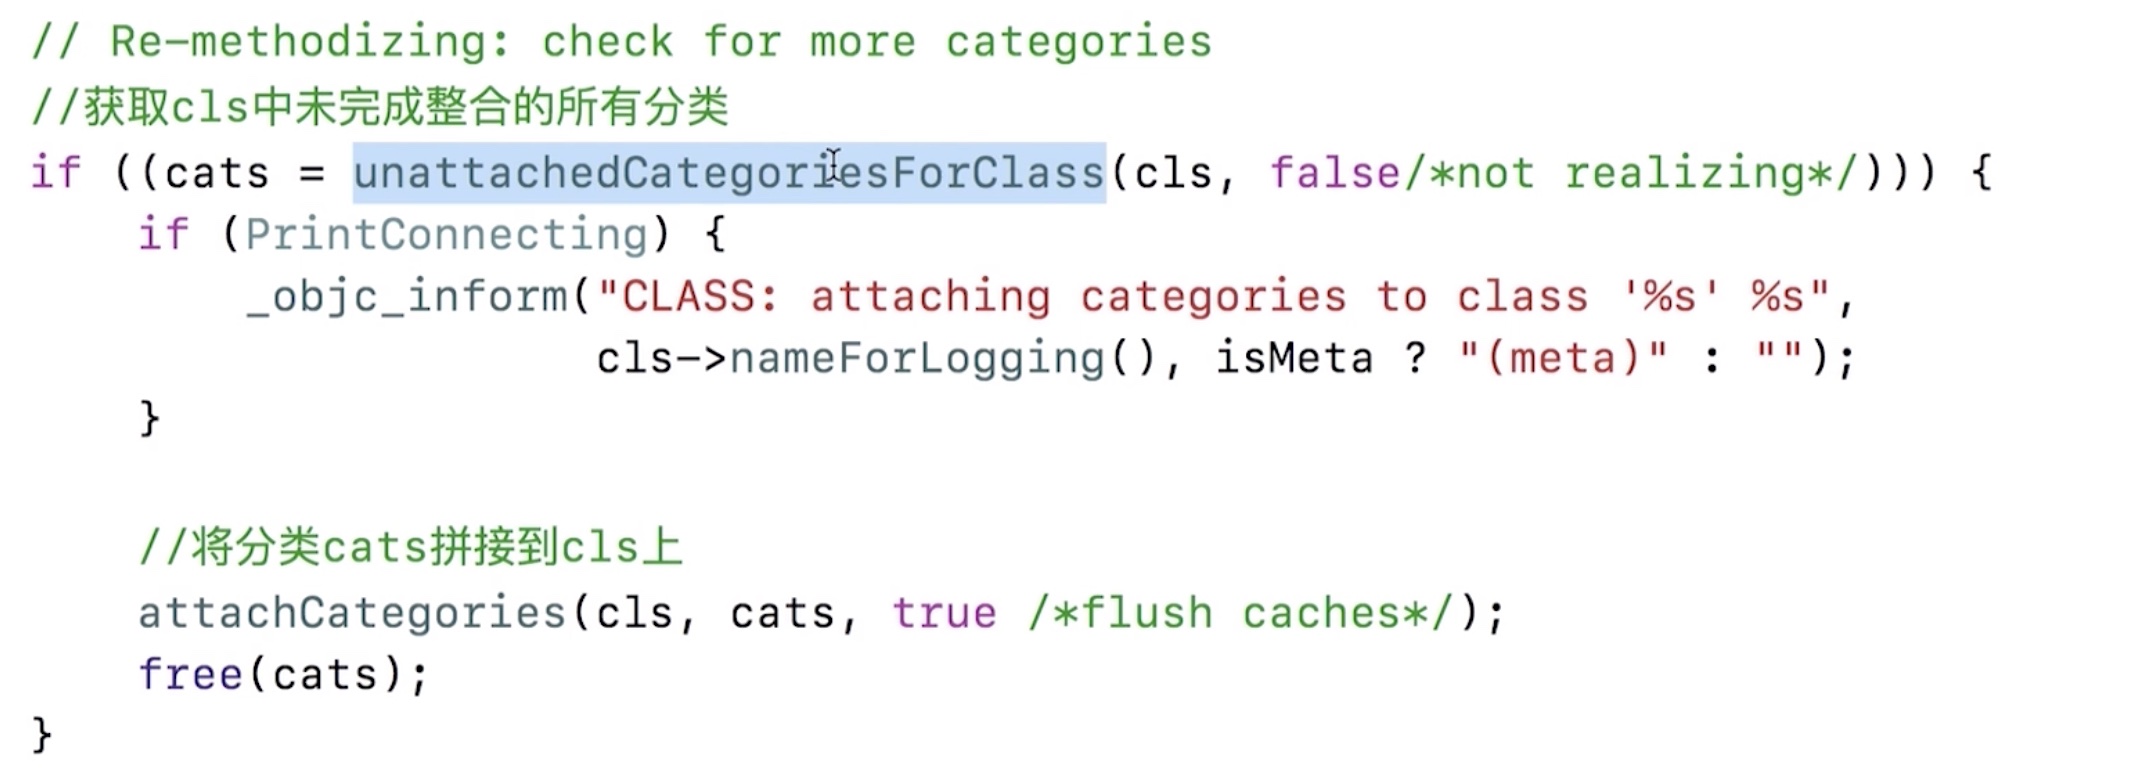 // Re-methodizing: check for more categories
//获取cls中未完成整合的所有分类
if ((cats = unattachedCategoriesForClass(cls, false/*not realizing*/))) {
    if (PrintConnecting) {
        _objc_inform("CLASS: attaching categories to class '%s' %s",
                     cls->nameForLogging(), isMeta ? "(meta)" : "");
    }

    //将分类cats拼接到cls上
    attachCategories(cls, cats, true /*flush caches*/);
    free(cats);
}